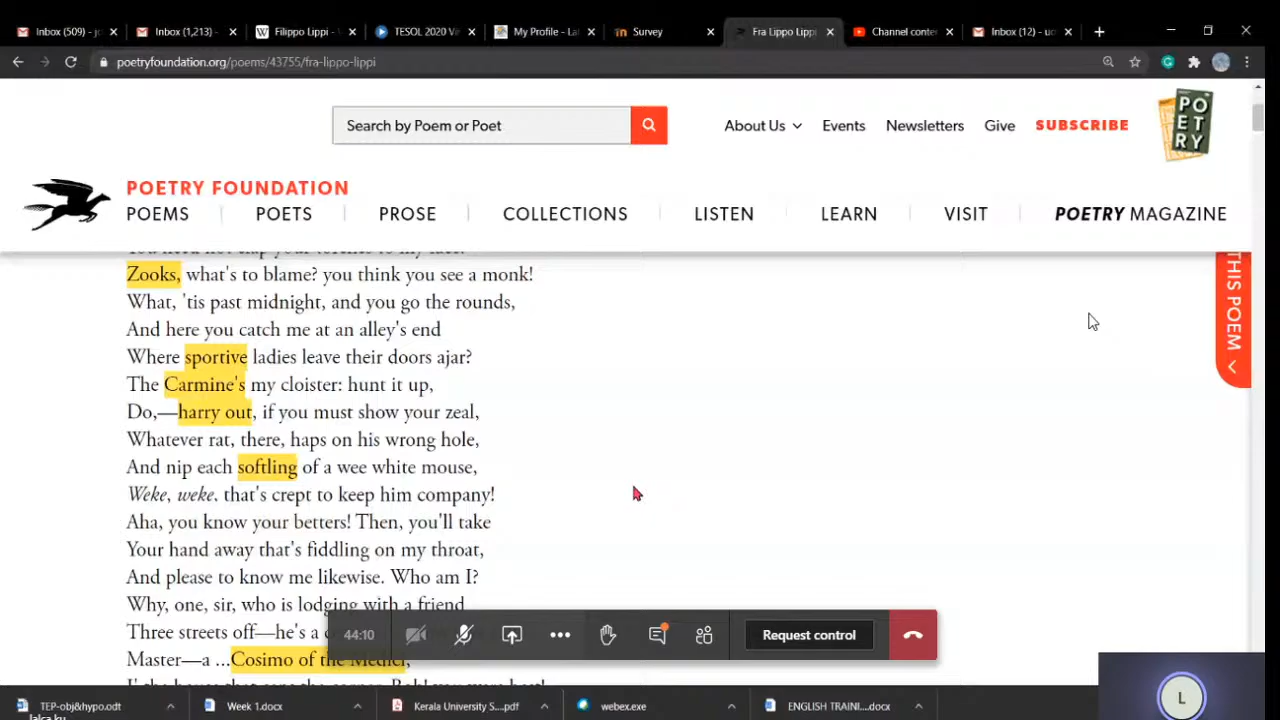 Inbox (509) - jo
Inbox (1,213) -
Filippo Lippi -
TESOL 2020 Vi
My Profile - La
Survey
Fra Lippo Lippi
Channel conte
Inbox (12) - uo
poetryfoundation.org/poems/43755/fra-lippo-lippi
Search by Poem or Poet
About Us
Events
Newsletters
Give
SUBSCRIBE
POETRY
POETRY FOUNDATION
POEMS
POETS
PROSE
COLLECTIONS
LISTEN
LEARN
VISIT
POETRY MAGAZINE
THIS POEM
Zooks, what's to blame? you think you see a monk!
What, 'tis past midnight, and you go the rounds,
And here you catch me at an alley's end
Where sportive ladies leave their doors ajar?
The Carmine's my cloister: hunt it up,
Do,—harry out, if you must show your zeal,
Whatever rat, there, haps on his wrong hole,
And nip each softling of a wee white mouse,
Weke, weke, that's crept to keep him company!
Aha, you know your betters! Then, you'll take
Your hand away that's fiddling on my throat,
And please to know me likewise. Who am I?
Why, one, sir, who is lodging with a friend
Three streets off—he's a
Master—a ...Cosimo of the Medici,
44:10
Request control
L
TEP-obj&hypo.odt
Week 1.docx
Kerala University S....pdf
webex.exe
ENGLISH TRAINI....docx